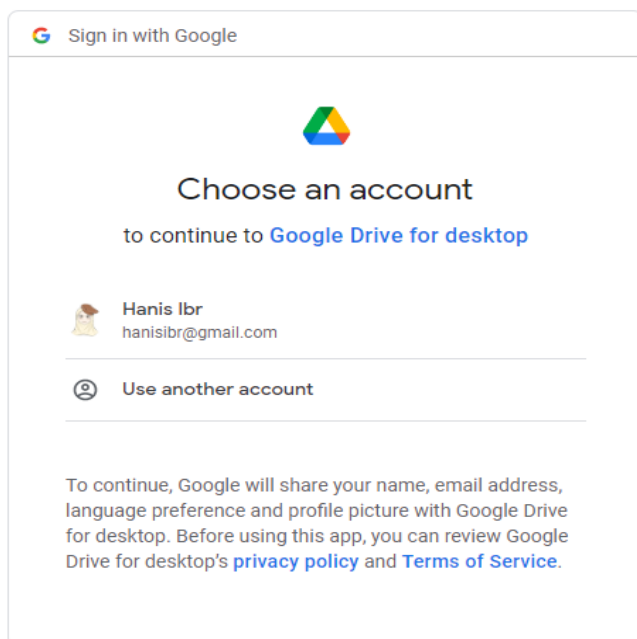 Sign in with Google
Choose an account
to continue to Google Drive for desktop
Hanis Ibr
hanisibr@gmail.com
Use another account
To continue, Google will share your name, email address,
language preference and profile picture with Google Drive
for desktop. Before using this app, you can review Google
Drive for desktop's privacy policy and Terms of Service.